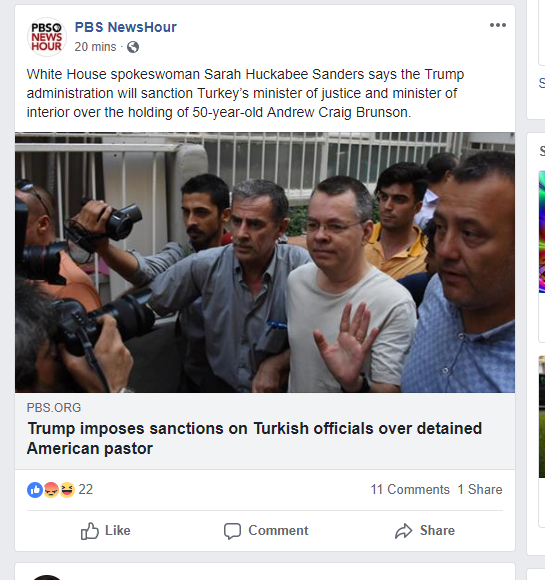 PBS
NEWS
HOUR
PBS NewsHour
20 mins ·
White House spokeswoman Sarah Huckabee Sanders says the Trump
administration will sanction Turkey's minister of justice and minister of
interior over the holding of 50-year-old Andrew Craig Brunson.
PBS.ORG
Trump imposes sanctions on Turkish officials over detained
American pastor
22
11 Comments 1 Share
Like Comment Share